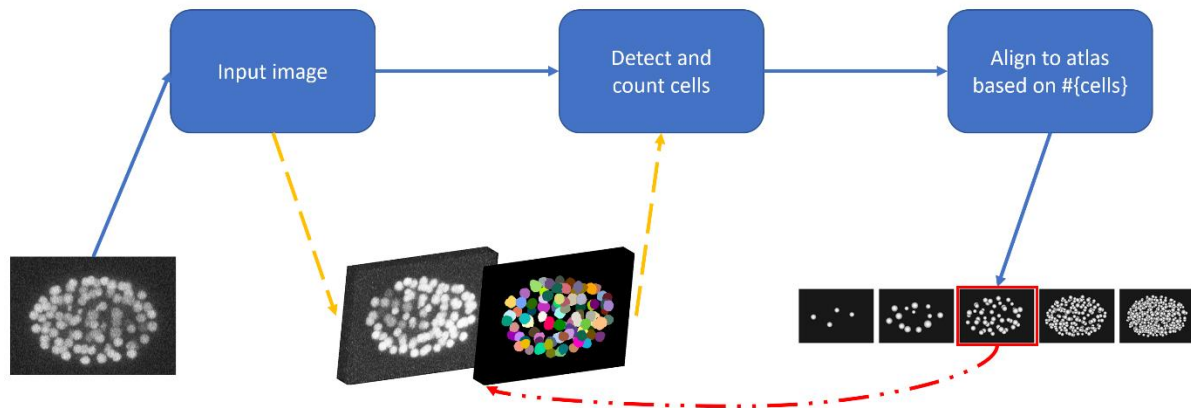 Input image
Detect and
count cells
Align to atlas
based on #{cells}